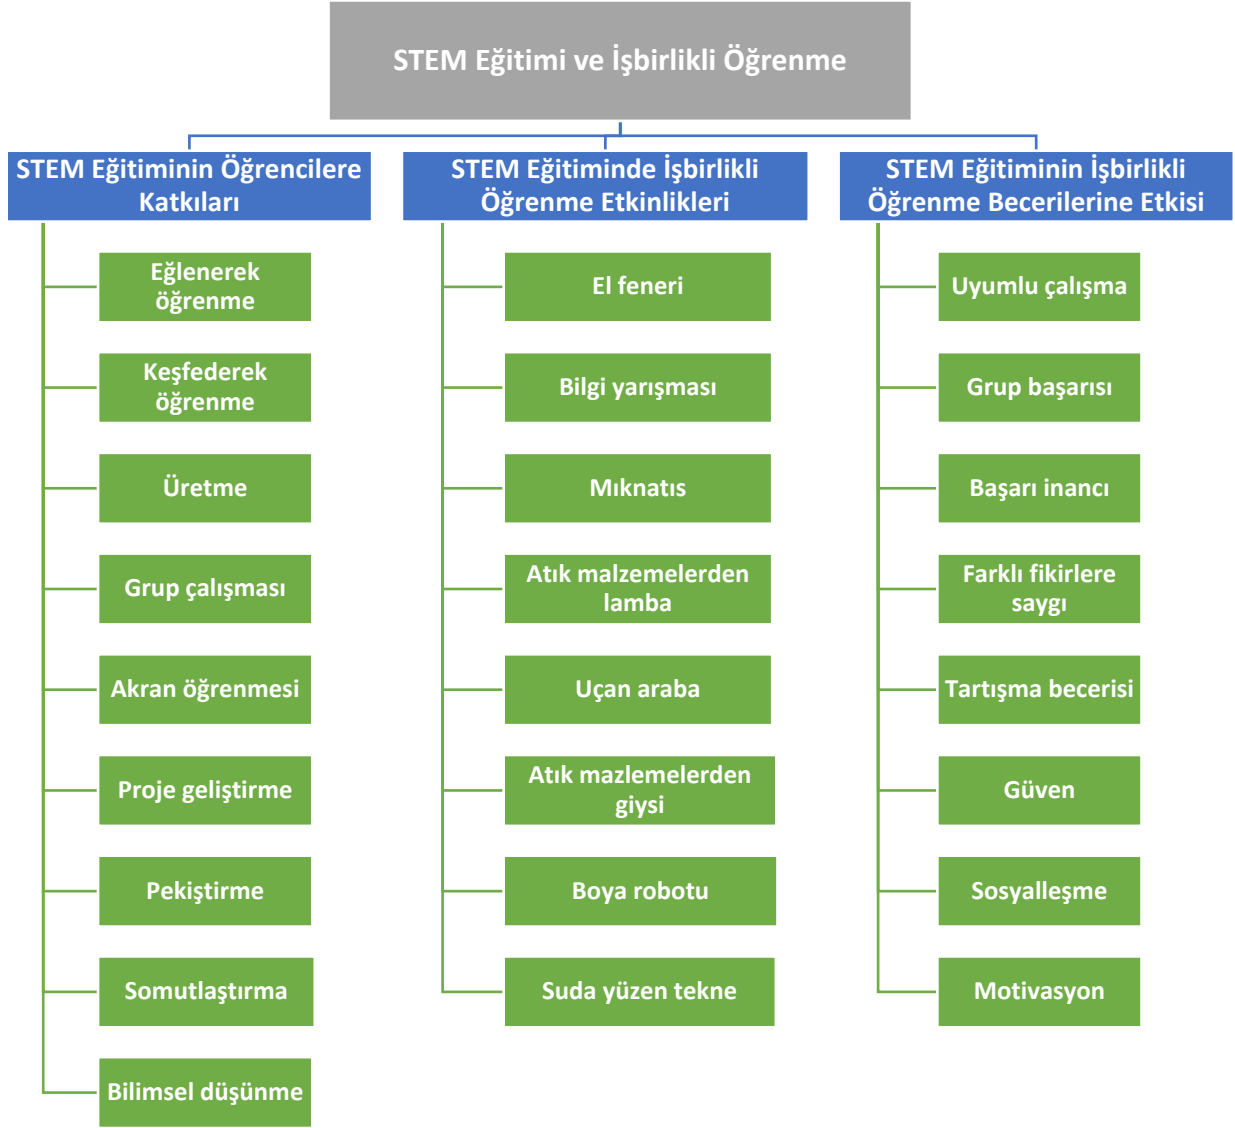 STEM Eğitimi ve İşbirlikli Öğrenme
STEM Eğitiminin Öğrencilere
Katkıları
Eğlenerek
öğrenme
Keşfederek
öğrenme
Üretme
Grup çalışması
Akran öğrenmesi
Proje geliştirme
Pekiştirme
Somutlaştırma
Bilimsel düşünme
STEM Eğitiminde İşbirlikli
Öğrenme Etkinlikleri
El feneri
Bilgi yarışması
Mıknatıs
Atık malzemelerden
lamba
Uçan araba
Atık mazlemelerden
giysi
Boya robotu
Suda yüzen tekne
STEM Eğitiminin İşbirlikli
Öğrenme Becerilerine Etkisi
Uyumlu çalışma
Grup başarısı
Başarı inancı
Farklı fikirlere
saygı
Tartışma becerisi
Güven
Sosyalleşme
Motivasyon